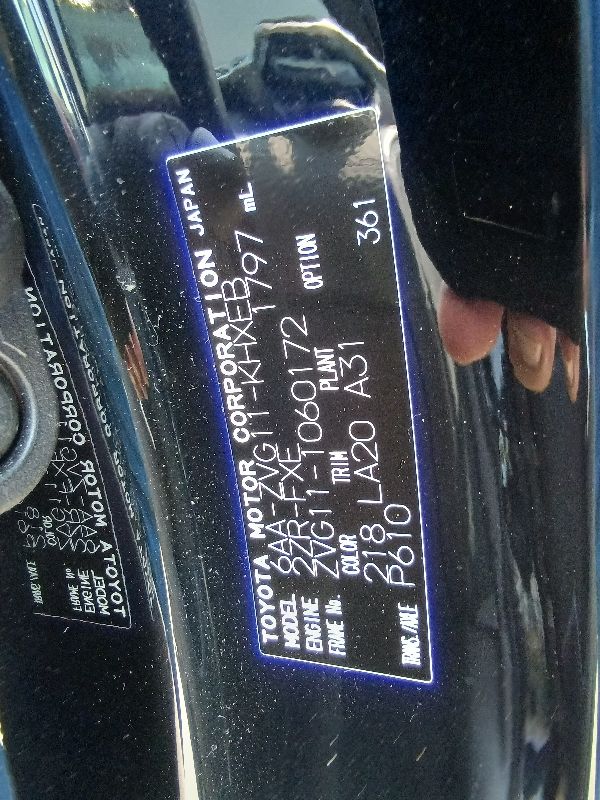 TOYOTA MOTOR CORPORATION JAPAN
MODEL 6AA-ZVG11-KHXEB
ENGINE 2ZR-FXE 1797 mL
FRAME No. ZVG11-1060172
COLOR TRIM PLANT OPTION
218 LA20 A31 361
TRANS./AXLE P610